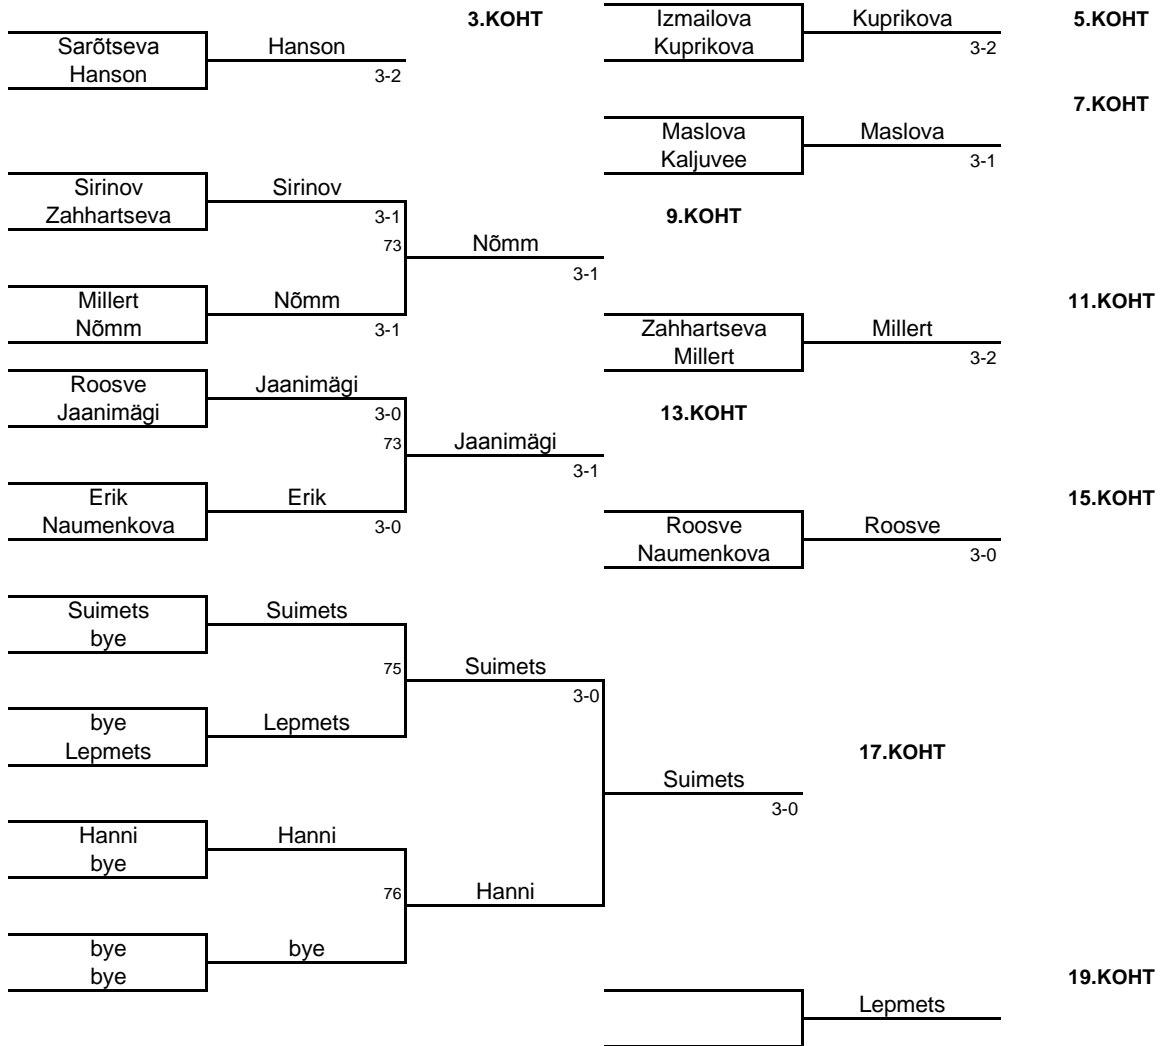 3.KOHT
Izmailova Kuprikova 5.KOHT
Sarõtseva Hanson Kuprikova 3-2
Hanson 3-2
7.KOHT
Maslova Maslova
Kaljuvee 3-1
Sirinov Sirinov
Zahhartseva 3-1 9.KOHT
73 Nõmm
3-1
Millert Nõmm 11.KOHT
Nõmm 3-1 Zahhartseva Millert
Millert 3-2
Roosve Jaanimägi
Jaanimägi 3-0 13.KOHT
73 Jaanimägi
3-1
Erik Erik 15.KOHT
Naumenkova 3-0 Roosve Roosve
Naumenkova 3-0
Suimets Suimets
bye
75 Suimets
3-0
bye Lepmets
Lepmets 17.KOHT
Suimets
3-0
Hanni Hanni
bye
76 Hanni
bye bye
bye 19.KOHT
Lepmets